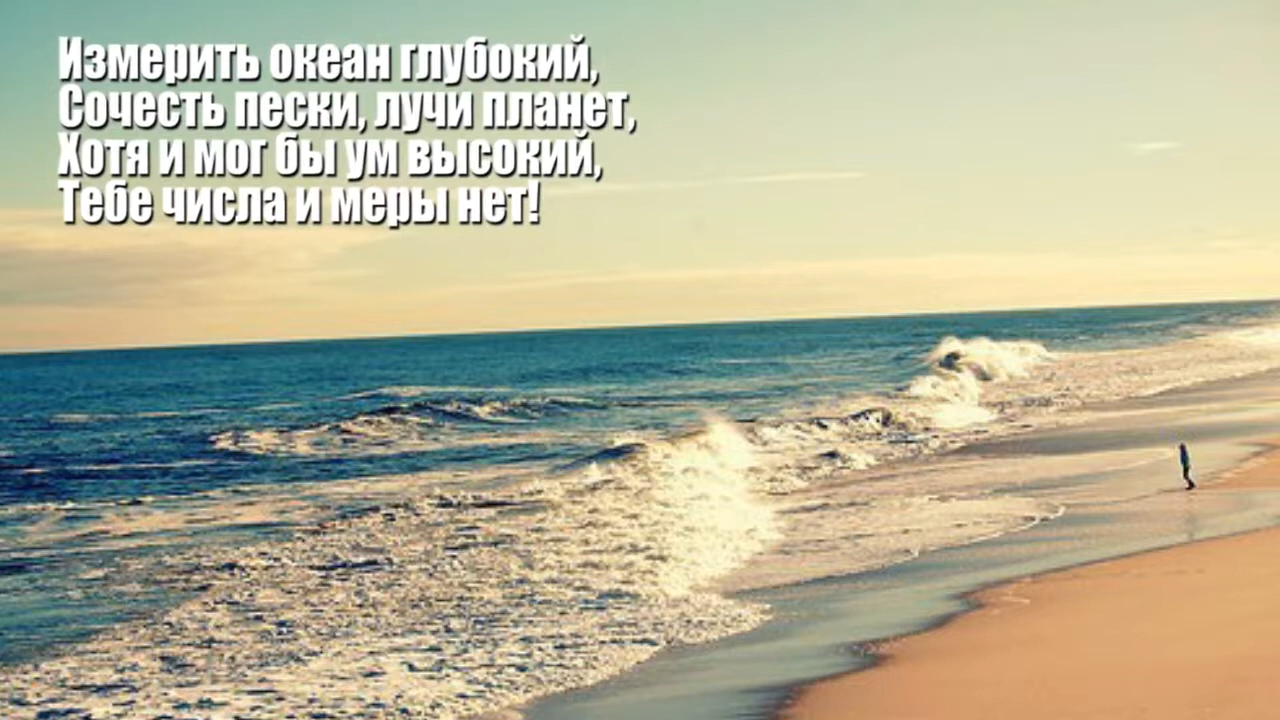 Измерить океан глубокий,
Сочесть пески, лучи планет,
Хотя и мог бы ум высокий,
Тебе числа и меры нет!